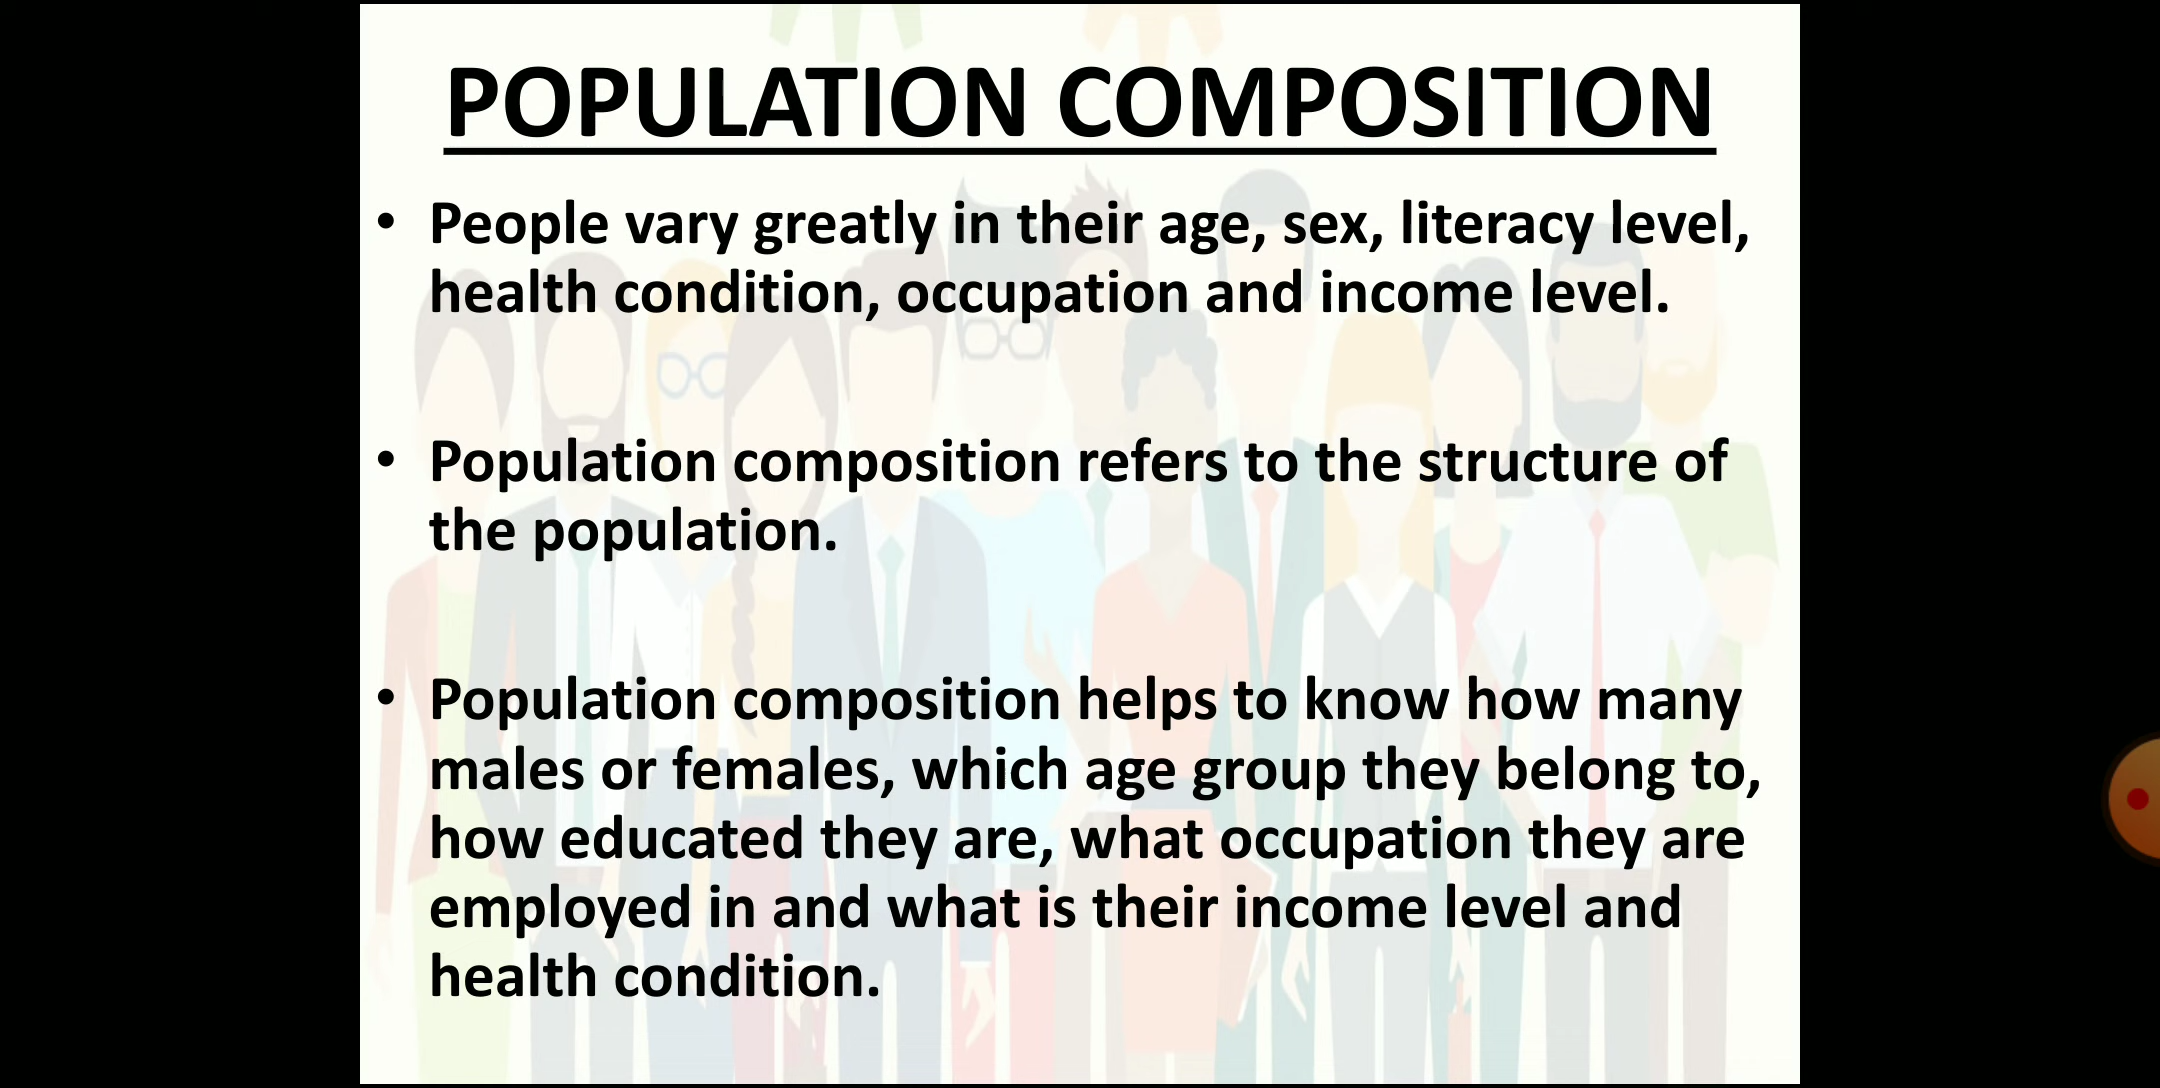 POPULATION COMPOSITION
• People vary greatly in their age, sex, literacy level,
health condition, occupation and income level.
• Population composition refers to the structure of
the population.
• Population composition helps to know how many
males or females, which age group they belong to,
how educated they are, what occupation they are
employed in and what is their income level and
health condition.